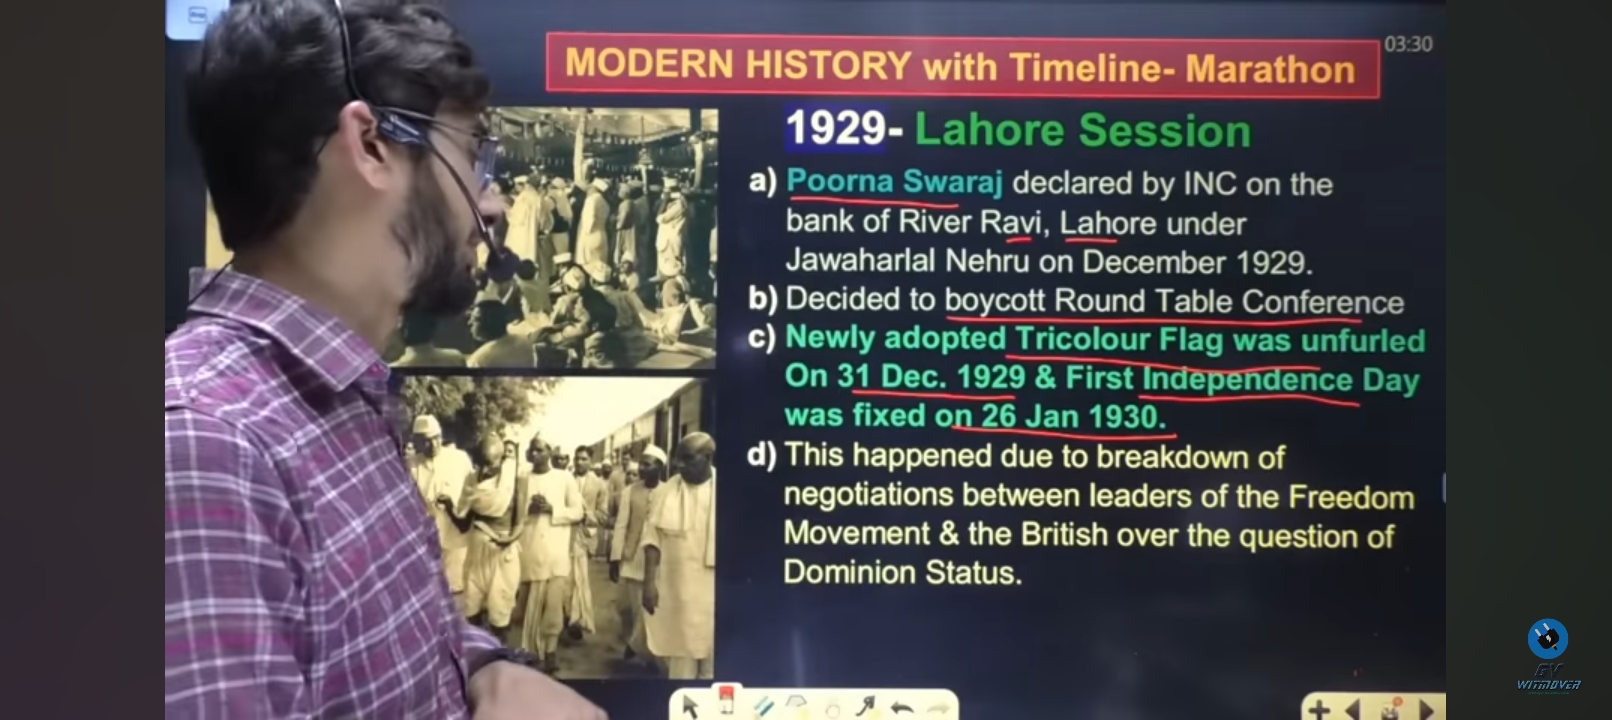 MODERN HISTORY with Timeline- Marathon
03:30
1929- Lahore Session
a) Poorna Swaraj declared by INC on the
bank of River Ravi, Lahore under
Jawaharlal Nehru on December 1929.
b) Decided to boycott Round Table Conference
c) Newly adopted Tricolour Flag was unfurled
On 31 Dec. 1929 & First Independence Day
was fixed on 26 Jan 1930.
d) This happened due to breakdown of
negotiations between leaders of the Freedom
Movement & the British over the question of
Dominion Status.